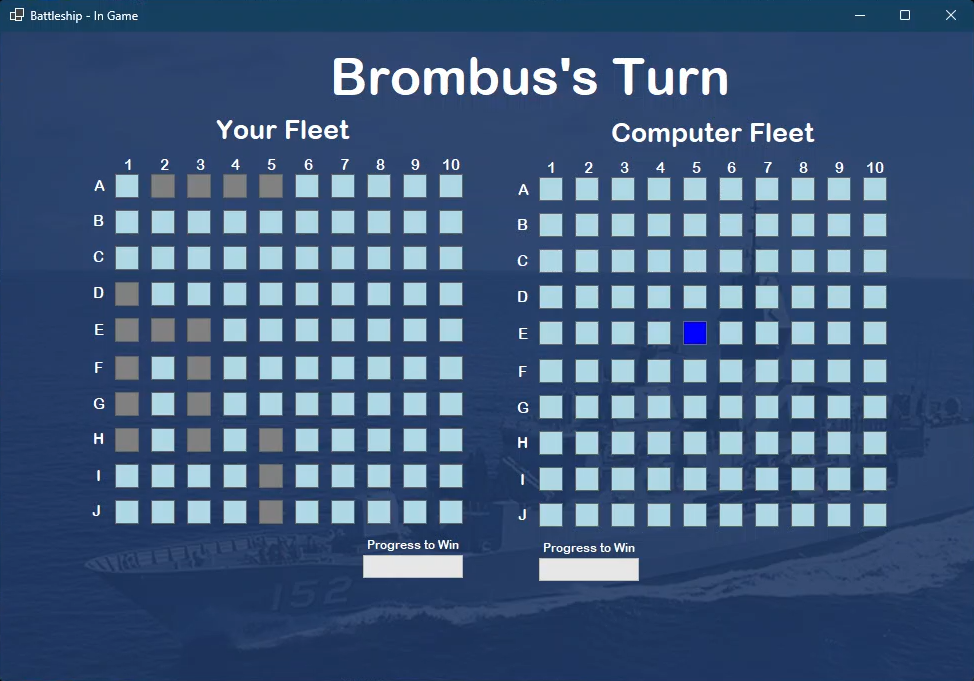 Battleship - In Game
Brombus's Turn
Your Fleet
Computer Fleet
1 2 3 4 5 6 7 8 9 10
1 2 3 4 5 6 7 8 9 10
A
A
B
B
C
C
D
D
E
E
F
F
G
G
H
H
I
I
J
J
Progress to Win
Progress to Win
152